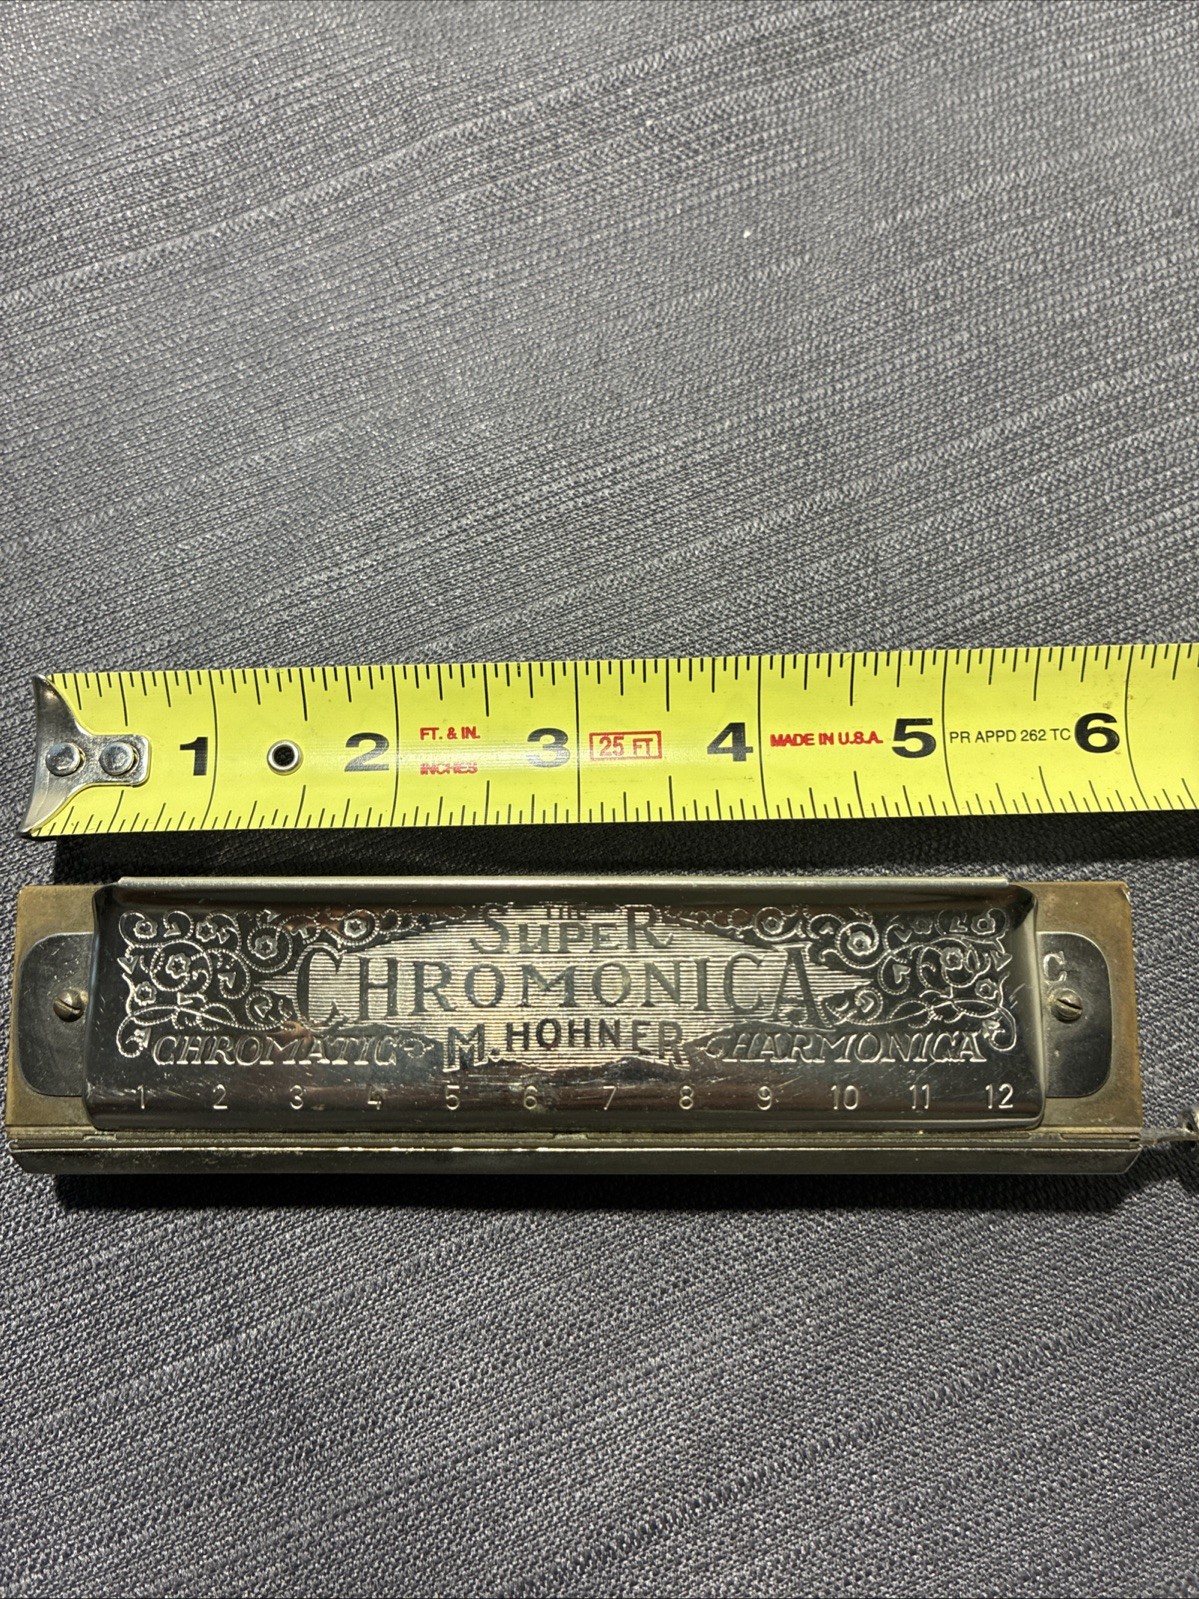 1 2 FT. & IN. INCHES 3 25 FT 4 MADE IN U.S.A. 5 PR APPD 262 TC 6
THE
SUPER
CHROMONICA
C
CHROMATIC M. HOHNER HARMONICA
1 2 3 4 5 6 7 8 9 10 11 12